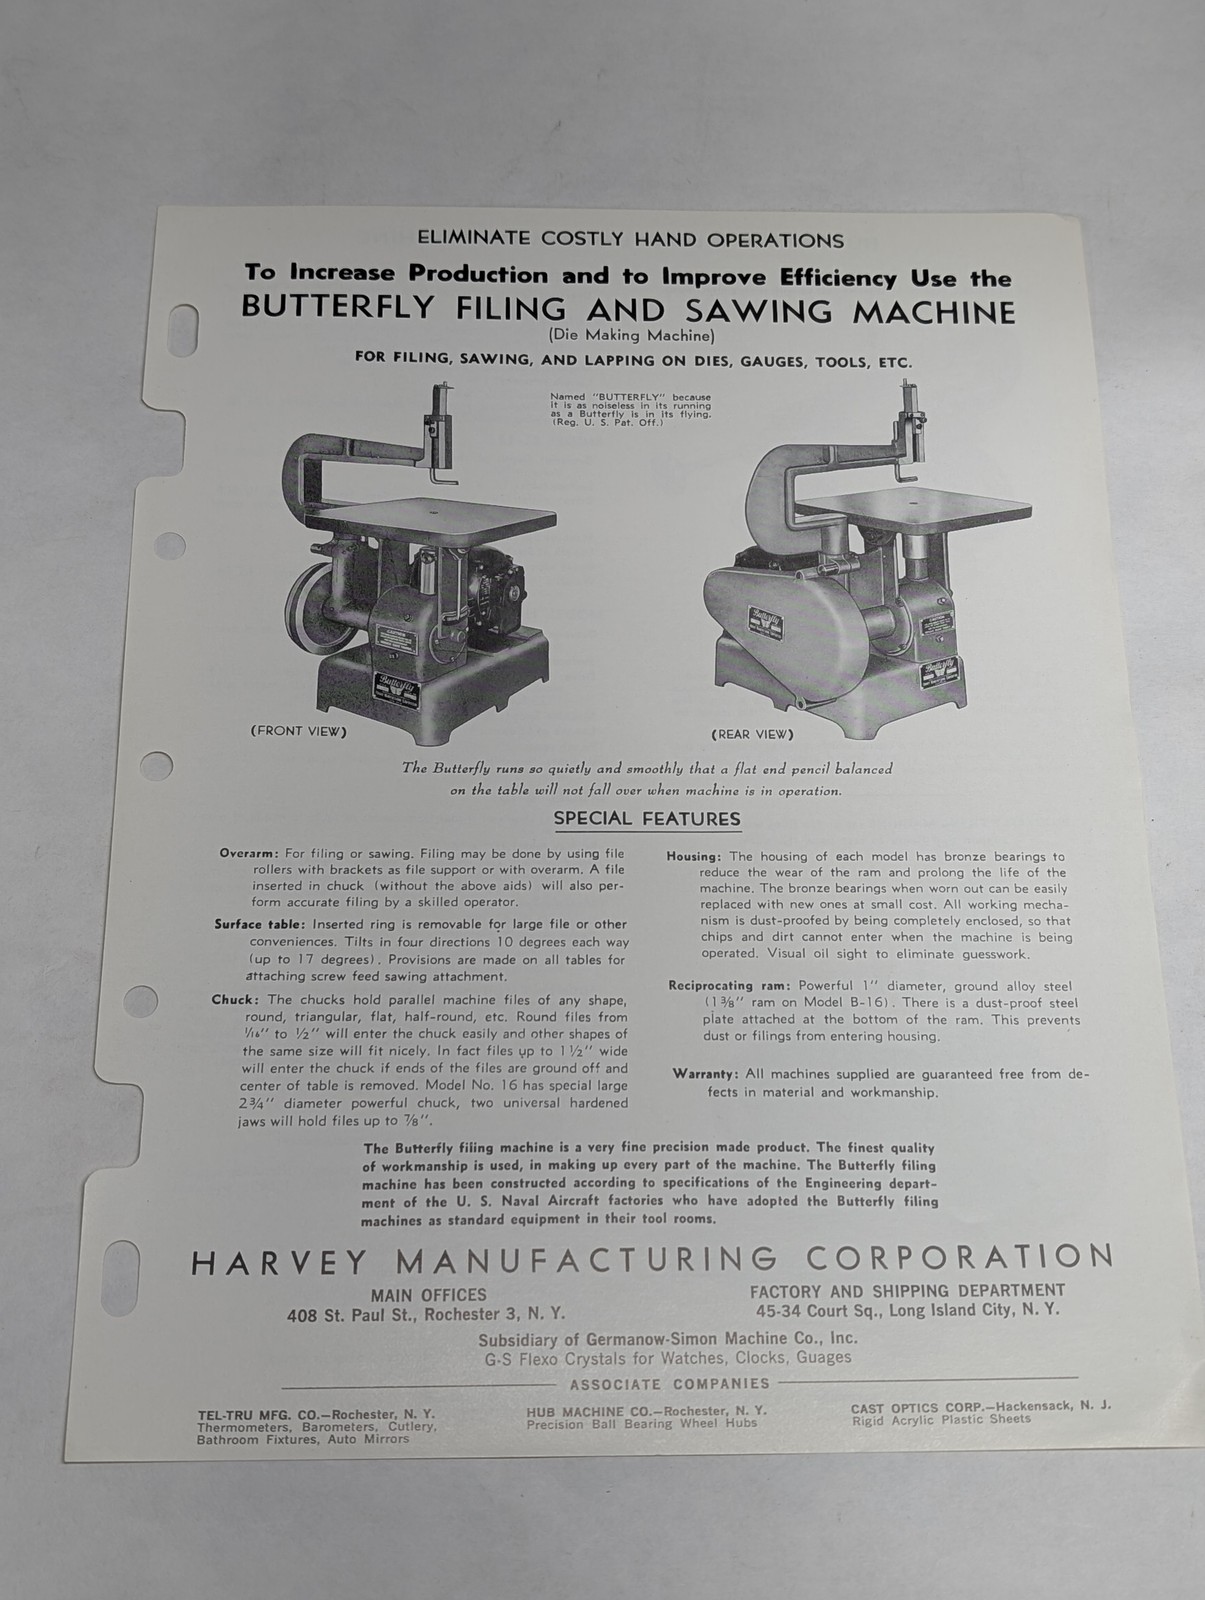 ELIMINATE COSTLY HAND OPERATIONS
To Increase Production and to Improve Efficiency Use the
BUTTERFLY FILING AND SAWING MACHINE
(Die Making Machine)
FOR FILING, SAWING, AND LAPPING ON DIES, GAUGES, TOOLS, ETC.
Named "BUTTERFLY" because
it is as noiseless in its running
as a Butterfly is in its flying.
(Reg. U. S. Pat. Off.)
Butterfly
CAUTION
Butterfly
Butterfly
(FRONT VIEW)
(REAR VIEW)
The Butterfly runs so quietly and smoothly that a flat end pencil balanced
on the table will not fall over when machine is in operation.
SPECIAL FEATURES
Overarm: For filing or sawing. Filing may be done by using file
rollers with brackets as file support or with overarm. A file
inserted in chuck (without the above aids) will also per-
form accurate filing by a skilled operator.
Surface table: Inserted ring is removable for large file or other
conveniences. Tilts in four directions 10 degrees each way
(up to 17 degrees). Provisions are made on all tables for
attaching screw feed sawing attachment.
Chuck: The chucks hold parallel machine files of any shape,
round, triangular, flat, half-round, etc. Round files from
1/16" to 1/2" will enter the chuck easily and other shapes of
the same size will fit nicely. In fact files up to 1 1/2" wide
will enter the chuck if ends of the files are ground off and
center of table is removed. Model No. 16 has special large
2 3/4" diameter powerful chuck, two universal hardened
jaws will hold files up to 7/8".
Housing: The housing of each model has bronze bearings to
reduce the wear of the ram and prolong the life of the
machine. The bronze bearings when worn out can be easily
replaced with new ones at small cost. All working mecha-
nism is dust-proofed by being completely enclosed, so that
chips and dirt cannot enter when the machine is being
operated. Visual oil sight to eliminate guesswork.
Reciprocating ram: Powerful 1" diameter, ground alloy steel
(1 3/8" ram on Model B-16). There is a dust-proof steel
plate attached at the bottom of the ram. This prevents
dust or filings from entering housing.
Warranty: All machines supplied are guaranteed free from de-
fects in material and workmanship.
The Butterfly filing machine is a very fine precision made product. The finest quality
of workmanship is used, in making up every part of the machine. The Butterfly filing
machine has been constructed according to specifications of the Engineering depart-
ment of the U. S. Naval Aircraft factories who have adopted the Butterfly filing
machines as standard equipment in their tool rooms.
HARVEY MANUFACTURING CORPORATION
MAIN OFFICES
408 St. Paul St., Rochester 3, N. Y.
FACTORY AND SHIPPING DEPARTMENT
45-34 Court Sq., Long Island City, N. Y.
Subsidiary of Germanow-Simon Machine Co., Inc.
G-S Flexo Crystals for Watches, Clocks, Guages
ASSOCIATE COMPANIES
TEL-TRU MFG. CO.—Rochester, N. Y.
Thermometers, Barometers, Cutlery,
Bathroom Fixtures, Auto Mirrors
HUB MACHINE CO.—Rochester, N. Y.
Precision Ball Bearing Wheel Hubs
CAST OPTICS CORP.—Hackensack, N. J.
Rigid Acrylic Plastic Sheets